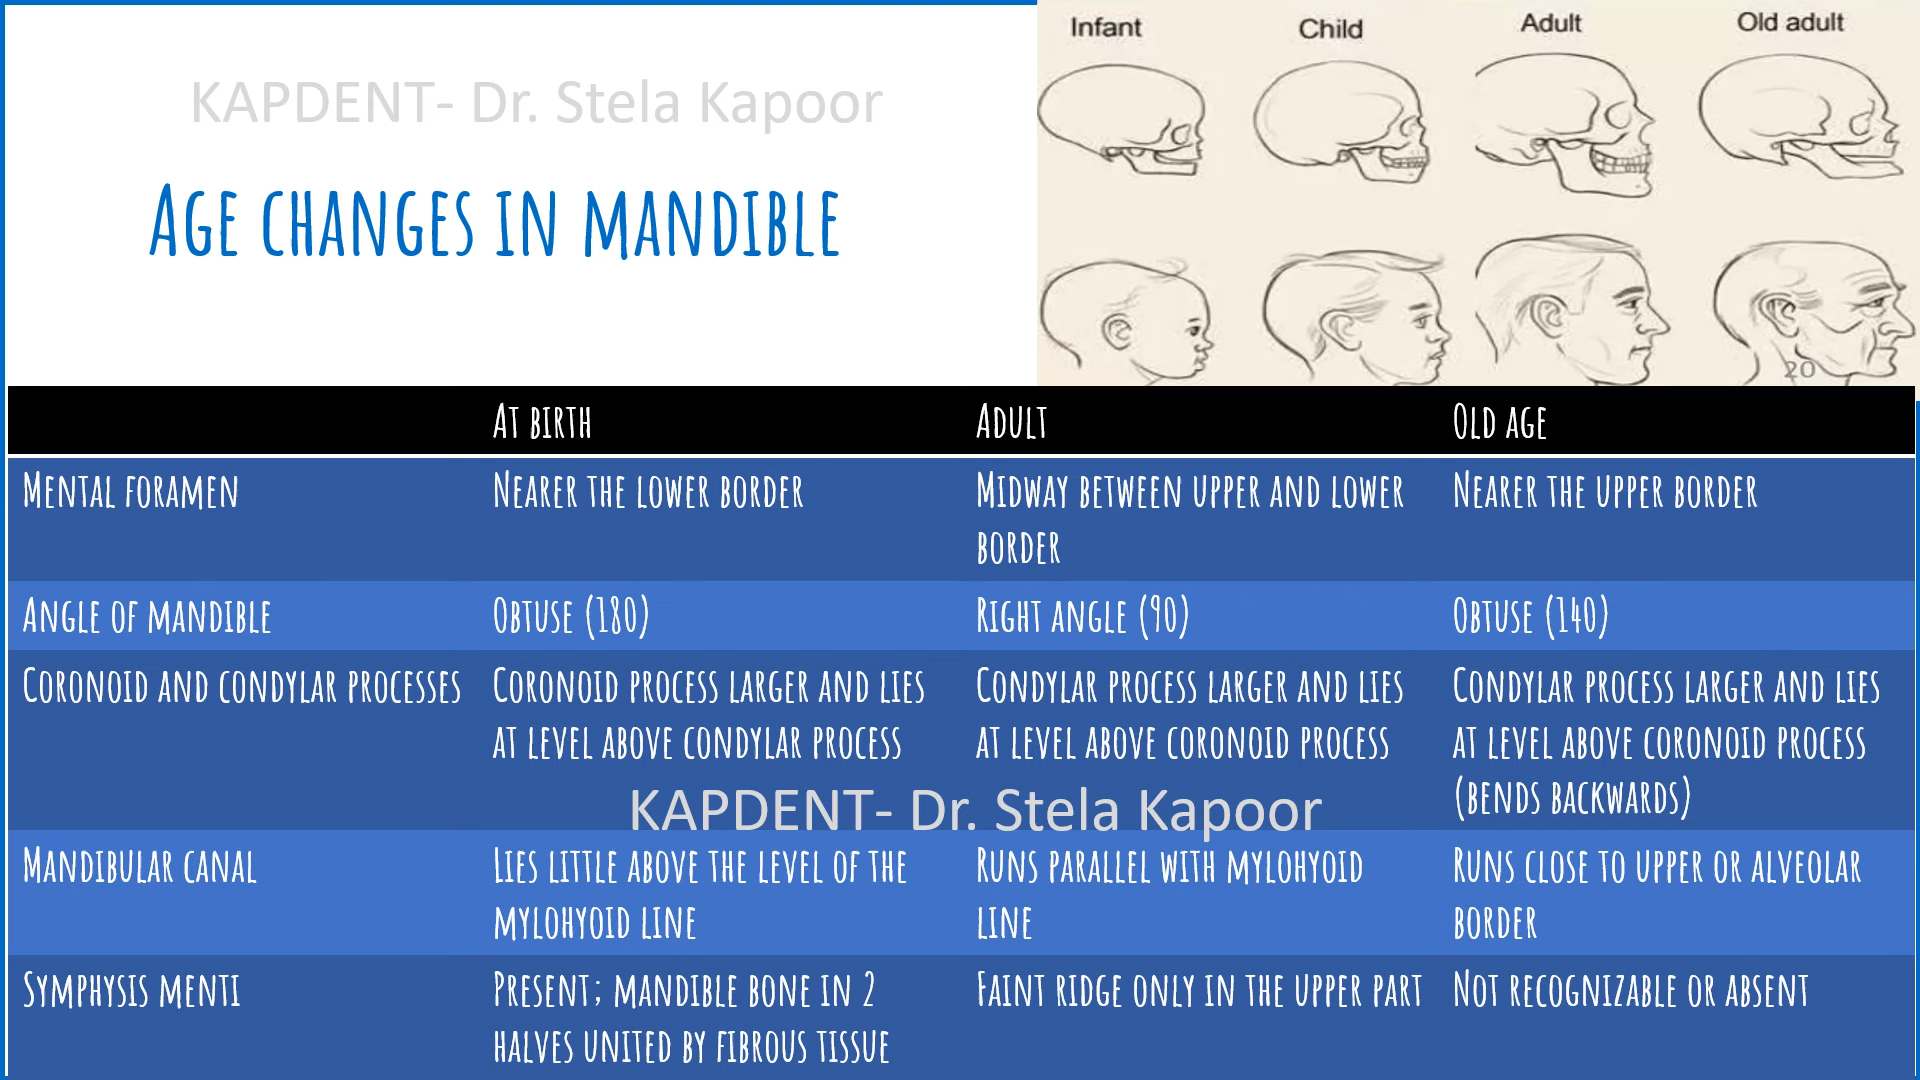 Infant Child Adult Old adult
KAPDENT- Dr. Stela Kapoor
AGE CHANGES IN MANDIBLE
20
AT BIRTH ADULT OLD AGE
MENTAL FORAMEN NEARER THE LOWER BORDER MIDWAY BETWEEN UPPER AND LOWER NEARER THE UPPER BORDER
BORDER
ANGLE OF MANDIBLE OBTUSE (180) RIGHT ANGLE (90) OBTUSE (140)
CORONOID AND CONDYLAR PROCESSES CORONOID PROCESS LARGER AND LIES CONDYLAR PROCESS LARGER AND LIES CONDYLAR PROCESS LARGER AND LIES
AT LEVEL ABOVE CONDYLAR PROCESS AT LEVEL ABOVE CORONOID PROCESS AT LEVEL ABOVE CORONOID PROCESS
(BENDS BACKWARDS)
KAPDENT- Dr. Stela Kapoor
MANDIBULAR CANAL LIES LITTLE ABOVE THE LEVEL OF THE RUNS PARALLEL WITH MYLOHYOID RUNS CLOSE TO UPPER OR ALVEOLAR
MYLOHYOID LINE LINE BORDER
SYMPHYSIS MENTI PRESENT; MANDIBLE BONE IN 2 FAINT RIDGE ONLY IN THE UPPER PART NOT RECOGNIZABLE OR ABSENT
HALVES UNITED BY FIBROUS TISSUE